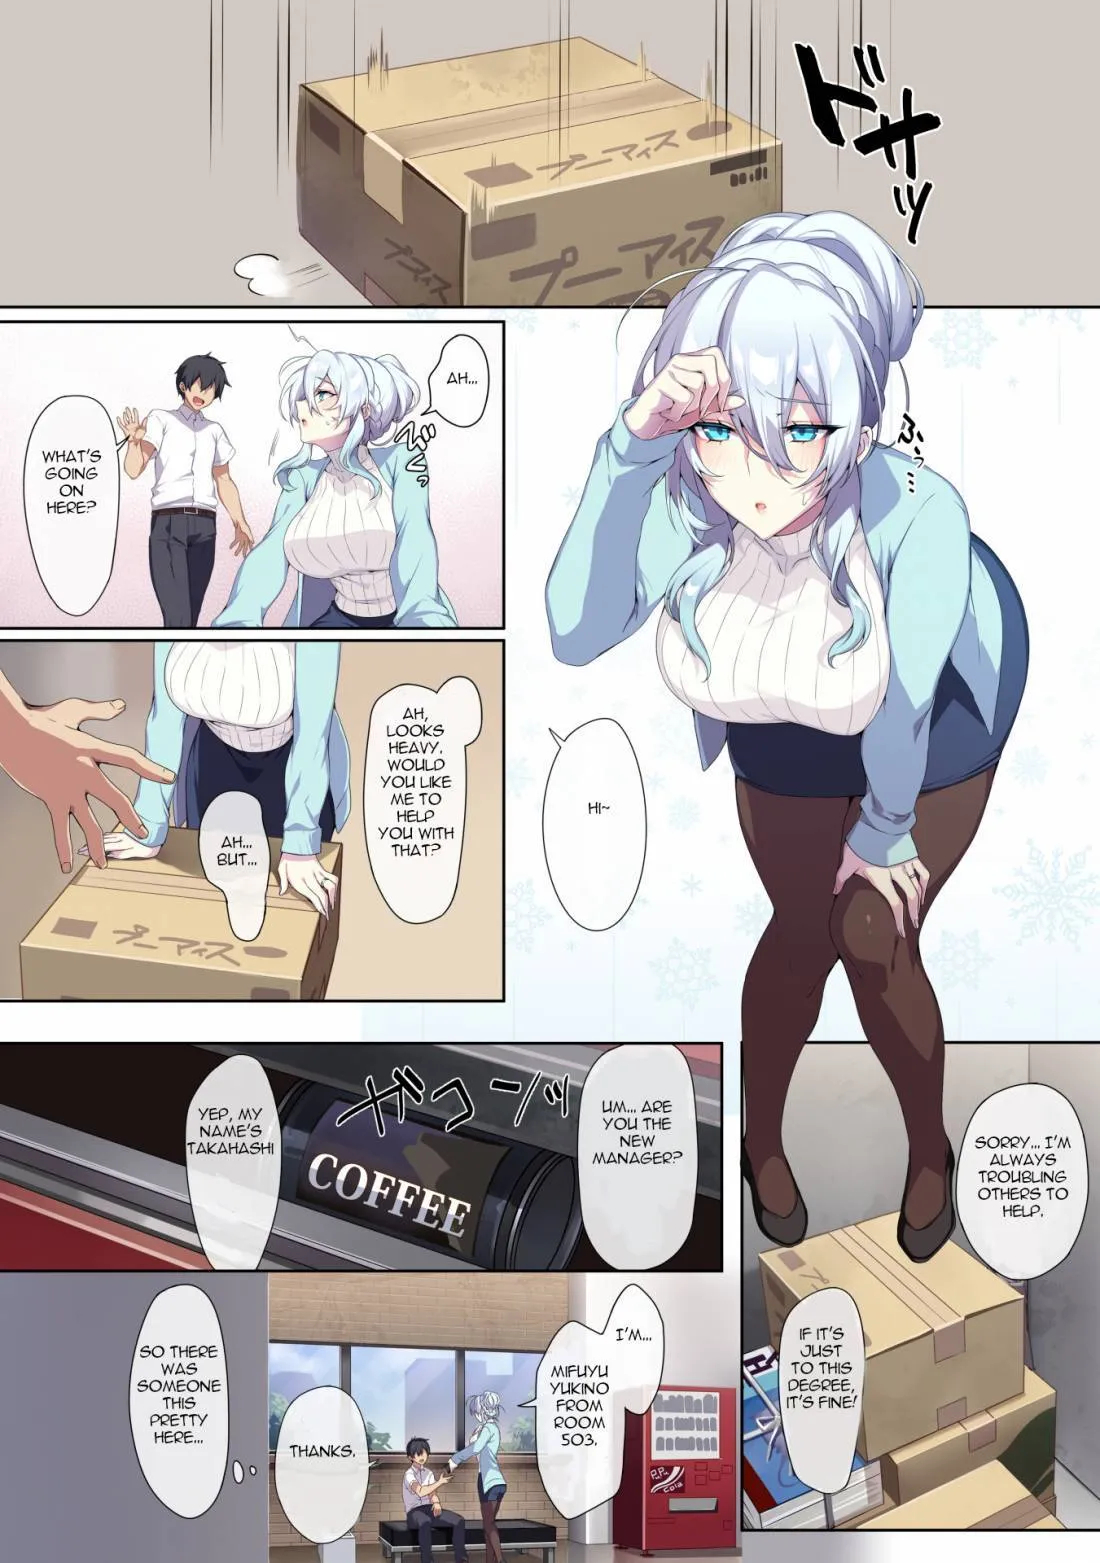 ドサッ
プーマイス
プーマイス
プーマイス
ふぅ…
HI~
AH...
WHAT'S
GOING
ON
HERE?
AH,
LOOKS
HEAVY.
WOULD
YOU LIKE
ME TO
HELP
YOU WITH
THAT?
AH...
BUT...
プーマイス
SORRY... I'M
ALWAYS
TROUBLING
OTHERS TO
HELP.
IF IT'S
JUST
TO THIS
DEGREE,
IT'S FINE!
UM... ARE
YOU THE
NEW
MANAGER?
YEP, MY
NAME'S
TAKAHASHI
COFFEE
I'M...
MIFUYU
YUKINO
FROM
ROOM
503.
THANKS.
SO THERE
WAS
SOMEONE
THIS
PRETTY
HERE...
Cola